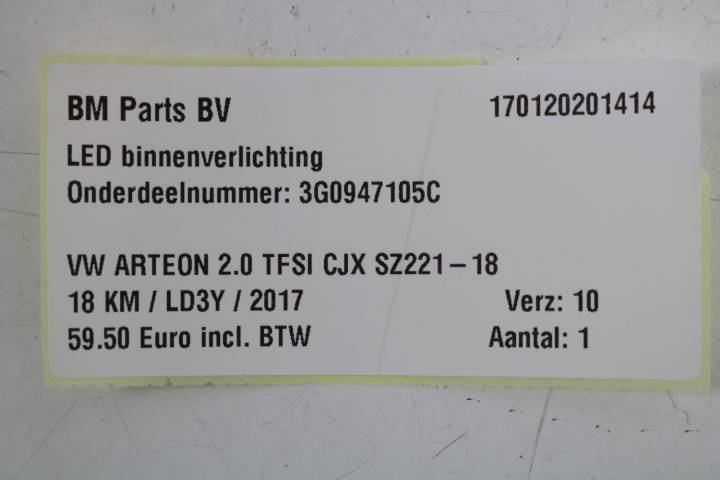 BM Parts BV 170120201414
LED binnenverlichting
Onderdeelnummer: 3G0947105C
VW ARTEON 2.0 TFSI CJX SZ221-18
18 KM / LD3Y / 2017 Verz: 10
59.50 Euro incl. BTW Aantal: 1